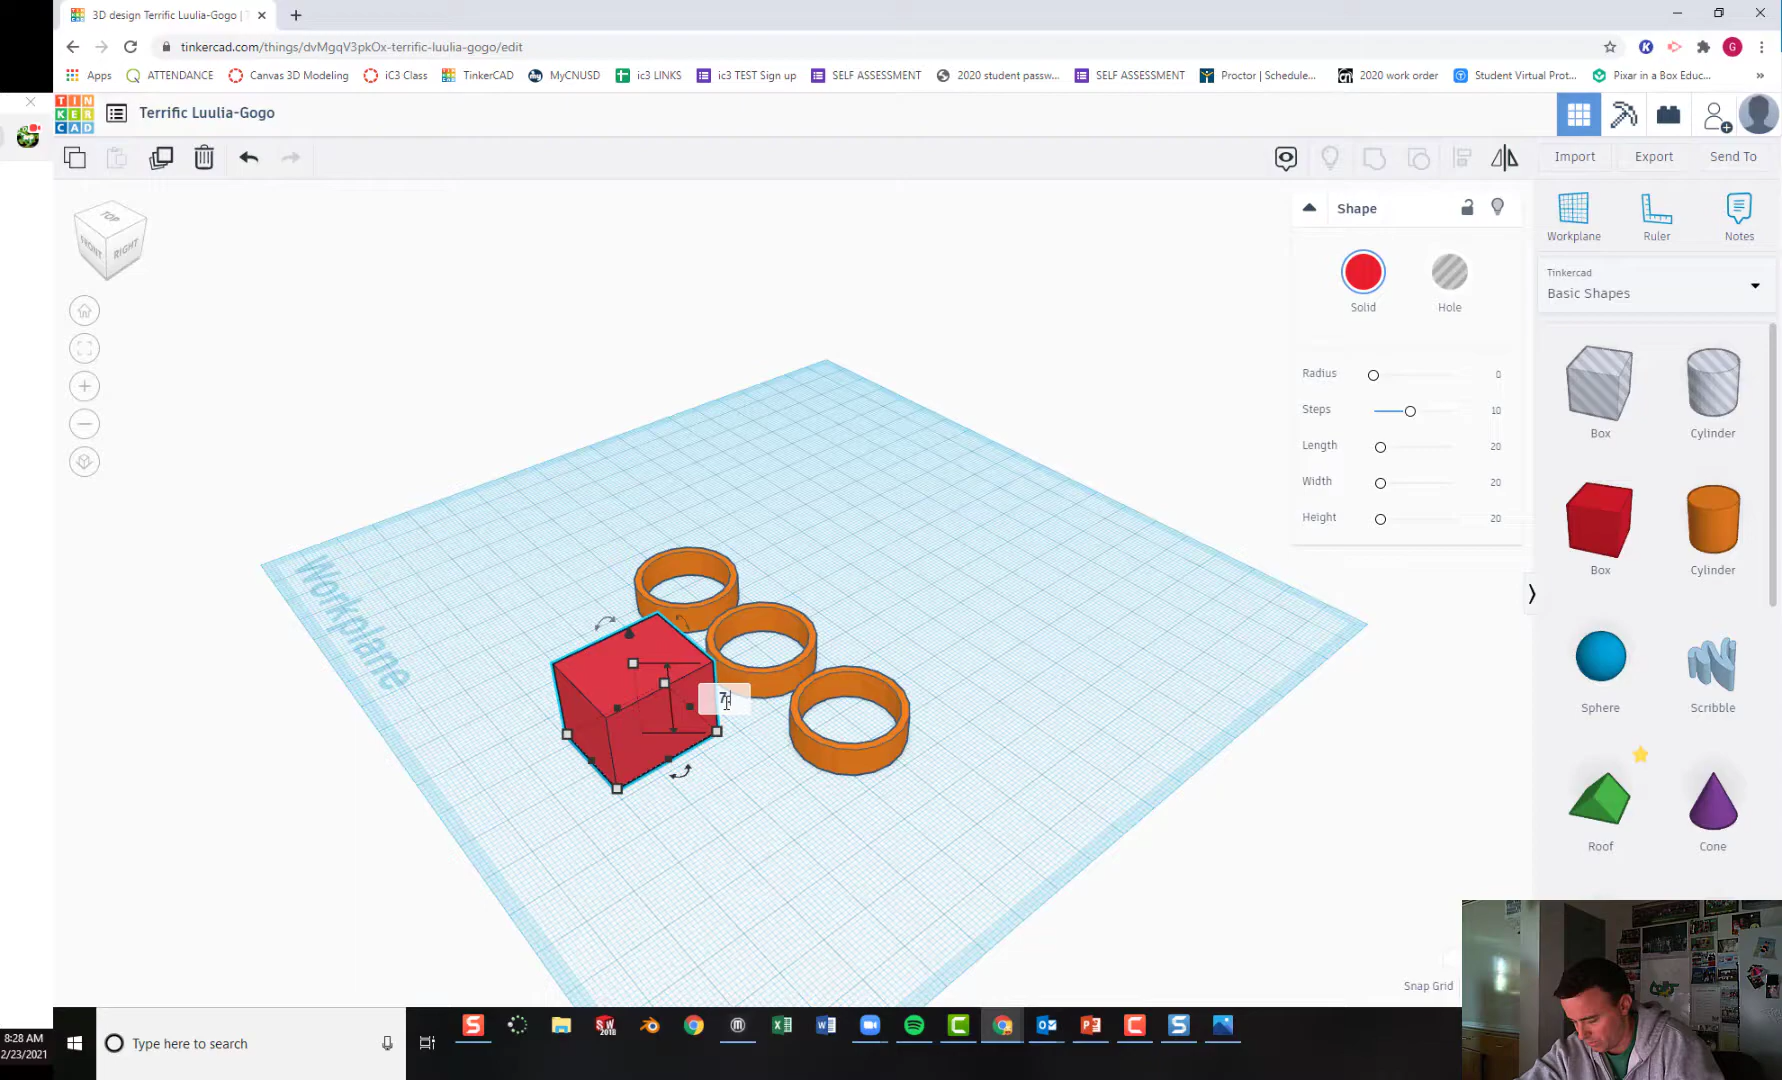 3D design Terrific Luulia-Gogo | T
tinkercad.com/things/dvMgqV3pkOx-terrific-luulia-gogo/edit
G
Apps
ATTENDANCE
Canvas 3D Modeling
iC3 Class
TinkerCAD
MyCNUSD
ic3 LINKS
ic3 TEST Sign up
SELF ASSESSMENT
2020 student passw...
SELF ASSESSMENT
Proctor | Schedule...
2020 work order
Student Virtual Prot...
Pixar in a Box Educ...
TIN
KER
CAD
Terrific Luulia-Gogo
Import
Export
Send To
TOP
FRONT
RIGHT
Shape
Solid
Hole
Radius
0
Steps
10
Length
20
Width
20
Height
20
Workplane
Ruler
Notes
Tinkercad
Basic Shapes
Box
Cylinder
Box
Cylinder
Sphere
Scribble
Roof
Cone
Workplane
7
Snap Grid
8:28 AM
2/23/2021
Type here to search